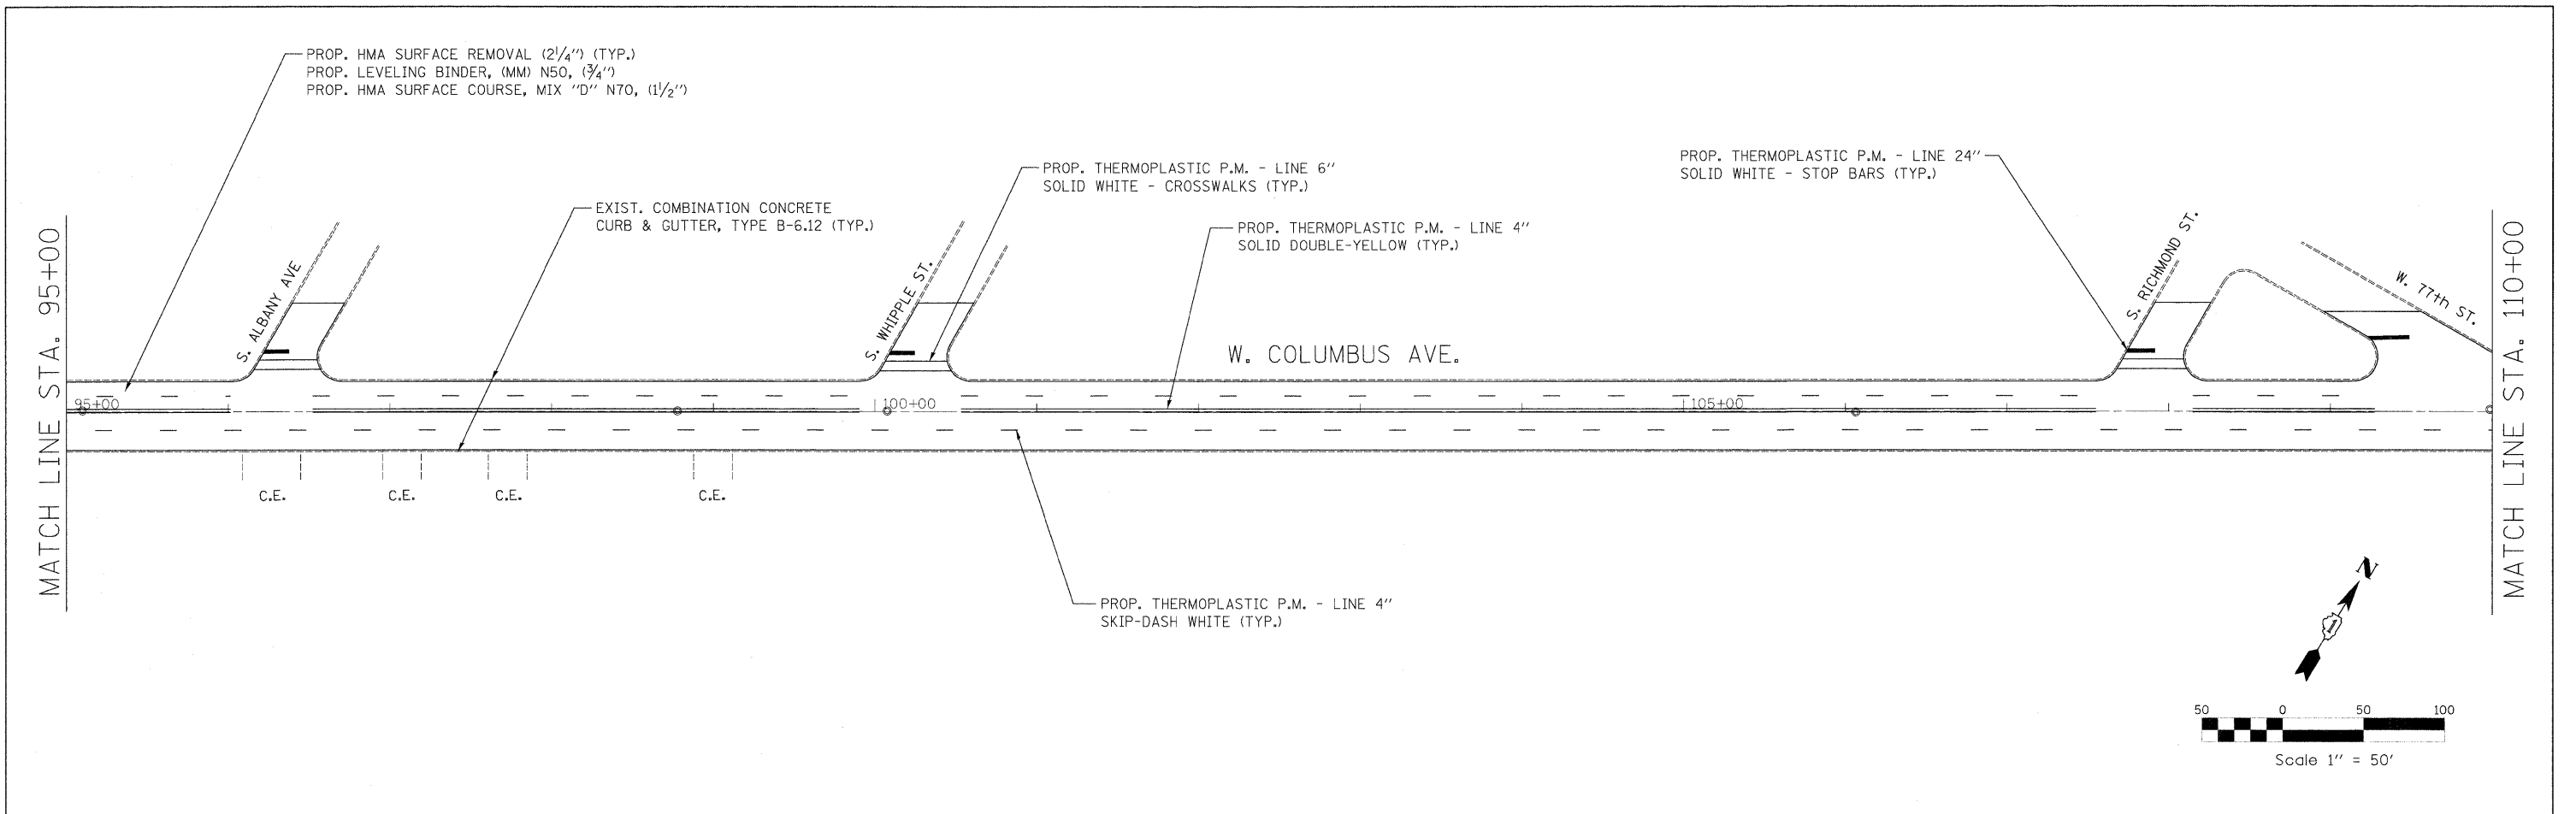 PROP. HMA SURFACE REMOVAL (2 1/4") (TYP.)
PROP. LEVELING BINDER, (MM) N50, (3/4")
PROP. HMA SURFACE COURSE, MIX "D" N70, (1 1/2")
PROP. THERMOPLASTIC P.M. - LINE 6"
SOLID WHITE - CROSSWALKS (TYP.)
PROP. THERMOPLASTIC P.M. - LINE 24"
SOLID WHITE - STOP BARS (TYP.)
EXIST. COMBINATION CONCRETE
CURB & GUTTER, TYPE B-6.12 (TYP.)
PROP. THERMOPLASTIC P.M. - LINE 4"
SOLID DOUBLE-YELLOW (TYP.)
MATCH LINE STA. 95+00
S. ALBANY AVE
S. WHIPPLE ST.
W. COLUMBUS AVE.
S. RICHMOND ST.
W. 77th ST.
MATCH LINE STA. 110+00
95+00
100+00
105+00
C.E.
C.E.
C.E.
C.E.
PROP. THERMOPLASTIC P.M. - LINE 4"
SKIP-DASH WHITE (TYP.)
N
1
50 0 50 100
Scale 1" = 50'